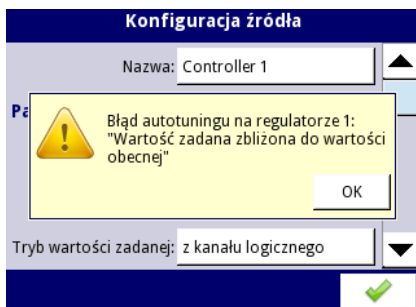 Konfiguracja źródła
Nazwa: Controller 1
Pa
Błąd autotuningu na regulatorze 1:
"Wartość zadana zbliżona do wartości
obecnej"
OK
Tryb wartości zadanej: z kanału logicznego